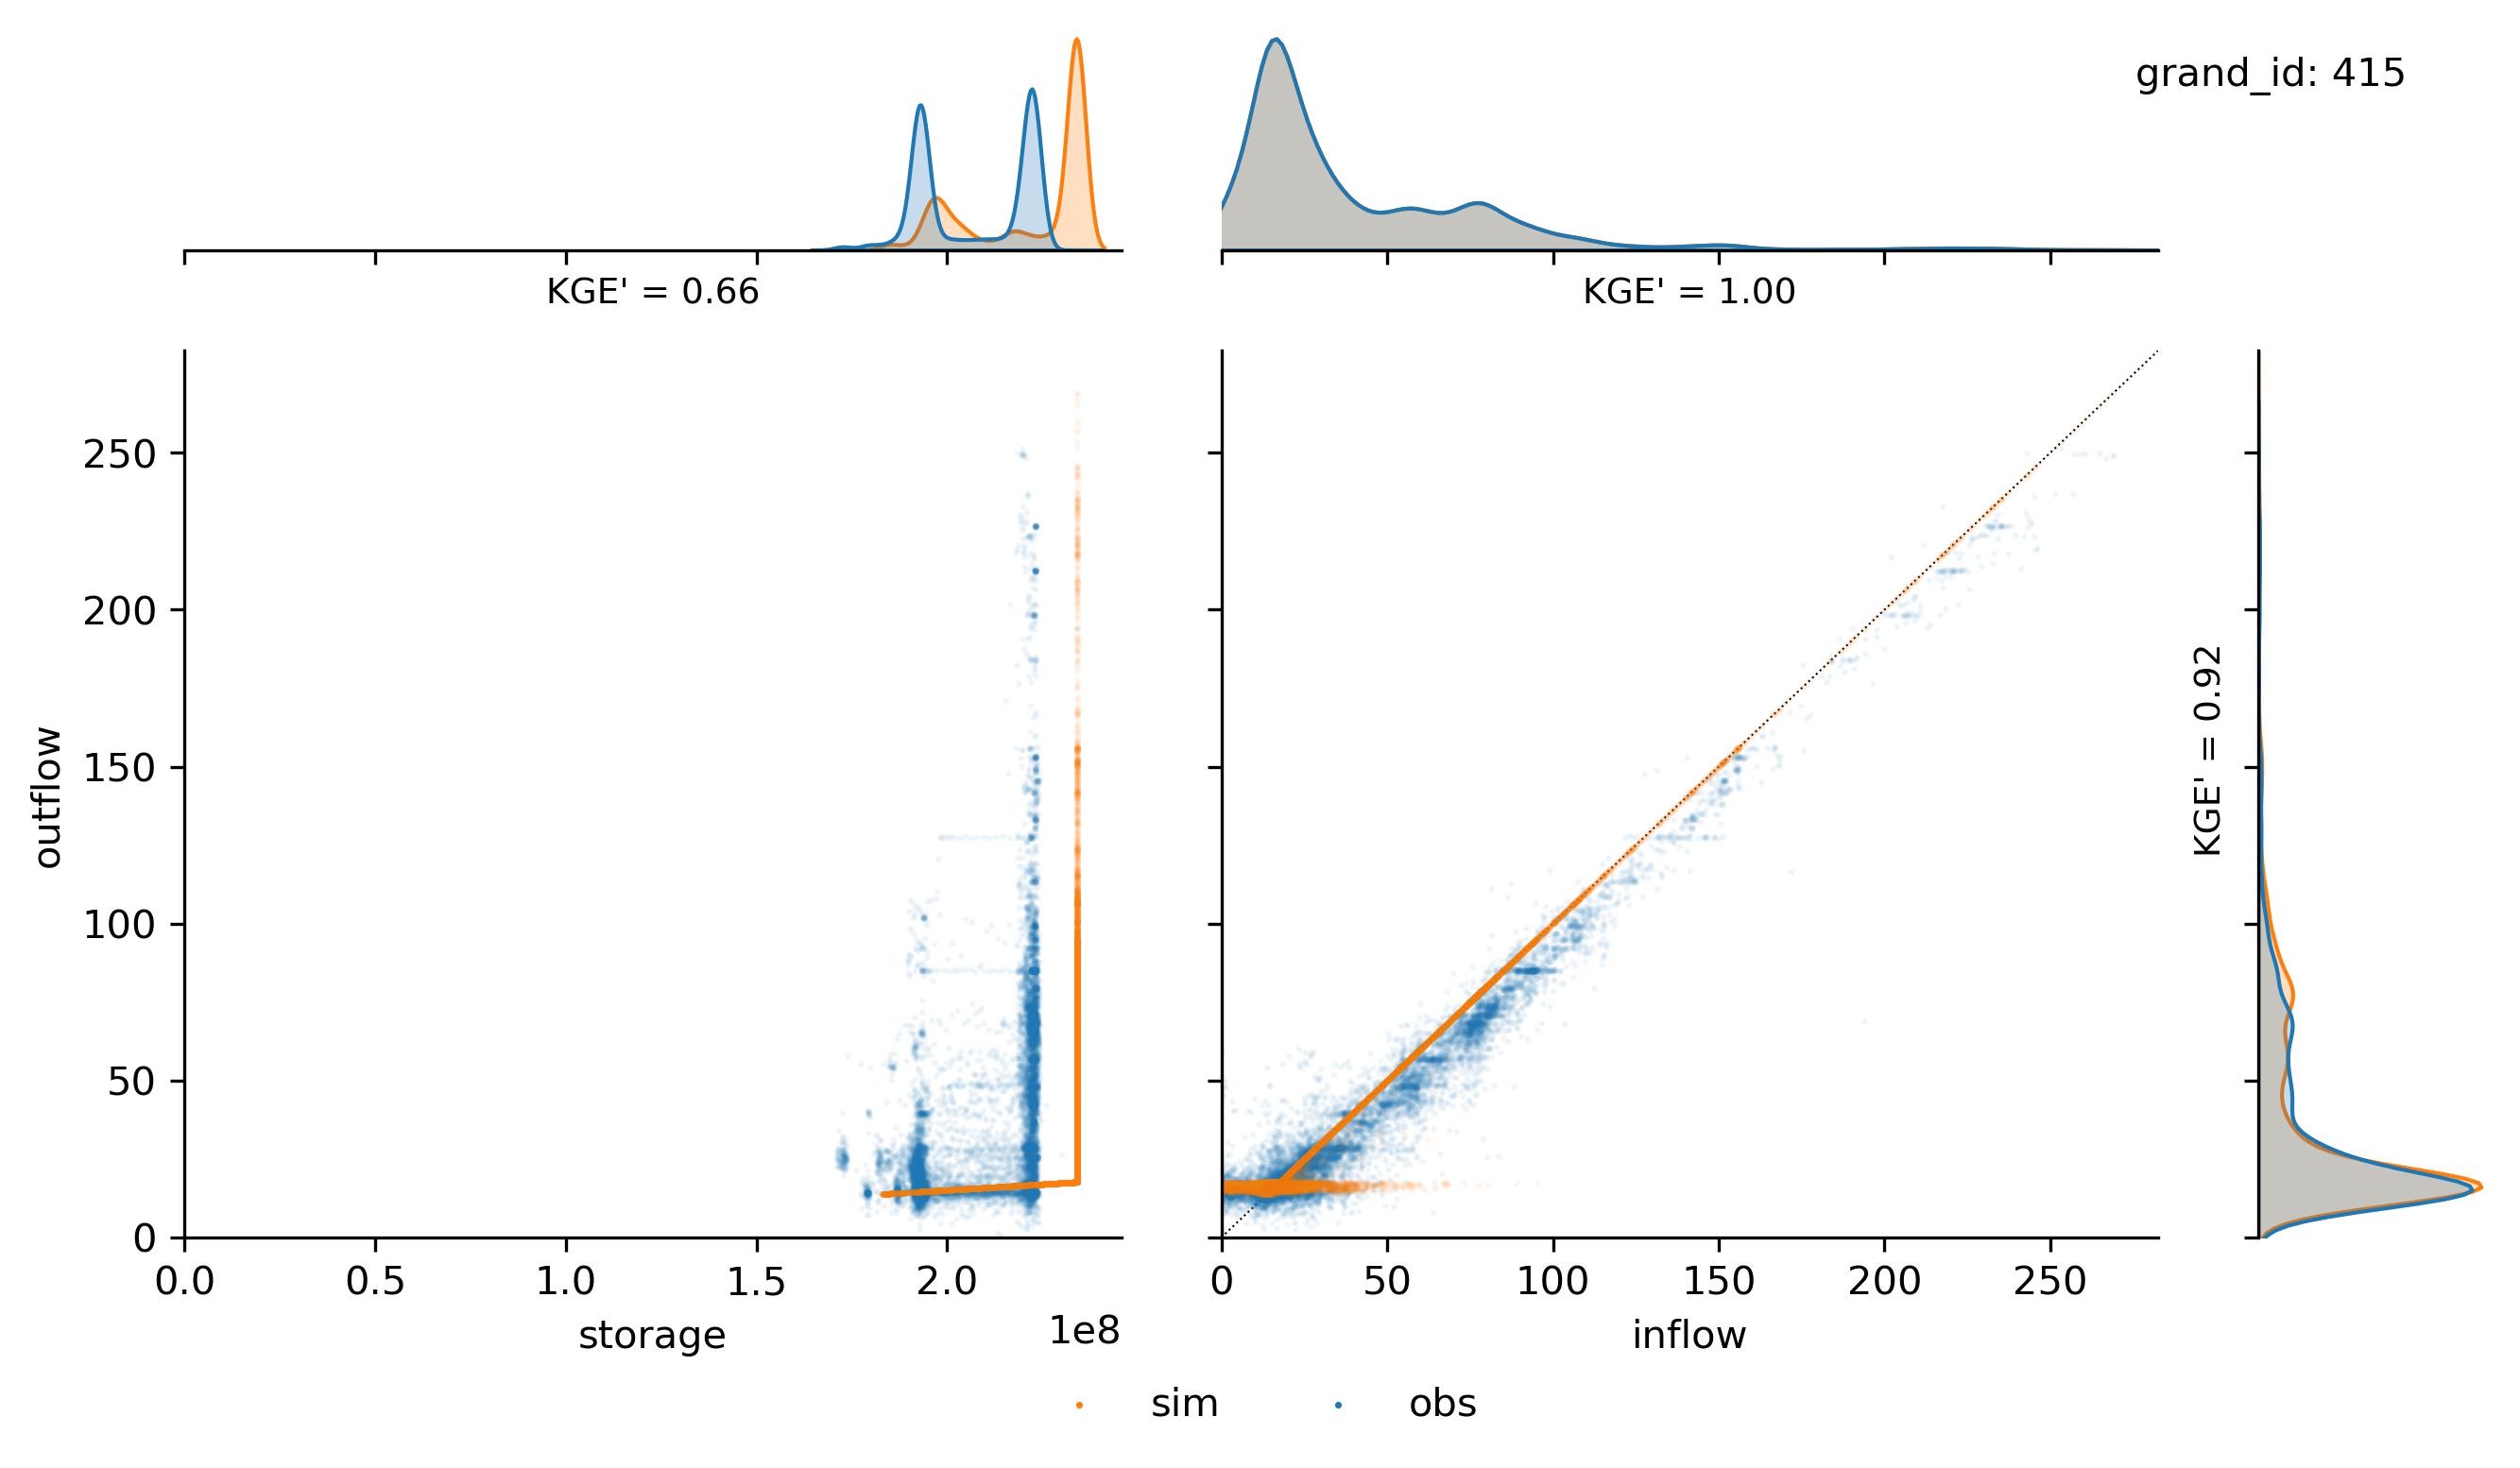 grand_id: 415
KGE' = 0.66
KGE' = 1.00
outflow
250
200
150
100
50
0
KGE' = 0.92
0.0 0.5 1.0 1.5 2.0
1e8
storage
0 50 100 150 200 250
inflow
sim obs